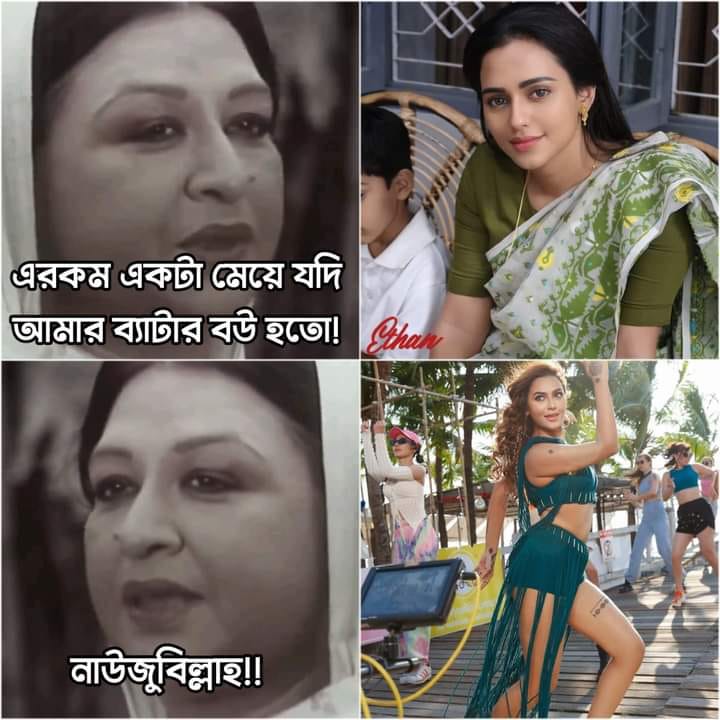 এরকম একটা মেয়ে যদি
আমার ব্যাটার বউ হতো!
Ethan
নাউজুবিল্লাহ!!